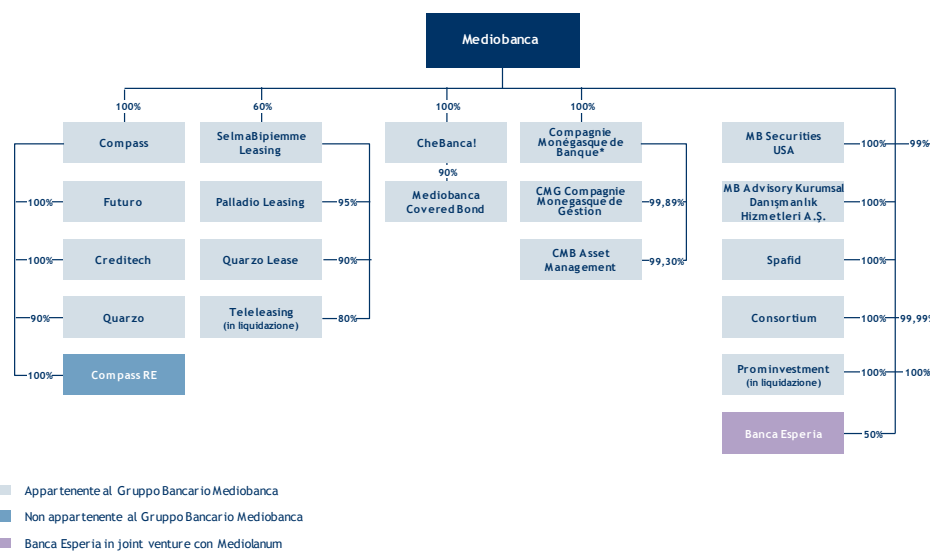 Mediobanca
100%
60%
100%
100%
Compass
SelmaBipiemme
Leasing
CheBanca!
Compagnie
Monégasque de
Banque*
MB Securities
USA
100%
99%
90%
100%
Futuro
Palladio Leasing
95%
Mediobanca
Covered Bond
CMG Compagnie
Monegasque de
Gestion
99,89%
MB Advisory Kurumsal
Danışmanlık
Hizmetleri A.Ş.
100%
100%
Creditech
Quarzo Lease
90%
CMB Asset
Management
99,30%
Spafid
100%
90%
Quarzo
Teleleasing
(in liquidazione)
80%
Consortium
100%
99,99%
100%
Compass RE
Prominvestment
(in liquidazione)
100%
100%
Banca Esperia
50%
Appartenente al Gruppo Bancario Mediobanca
Non appartenente al Gruppo Bancario Mediobanca
Banca Esperia in joint venture con Mediolanum